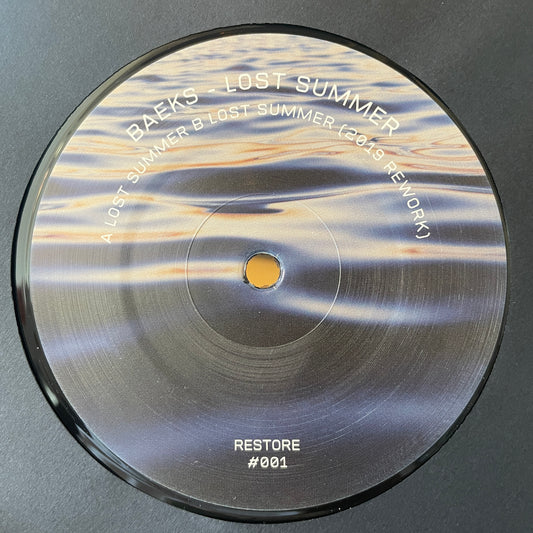 BAEKS - LOST SUMMER
A LOST SUMMER B LOST SUMMER (2019 REWORK)
RESTORE
#001